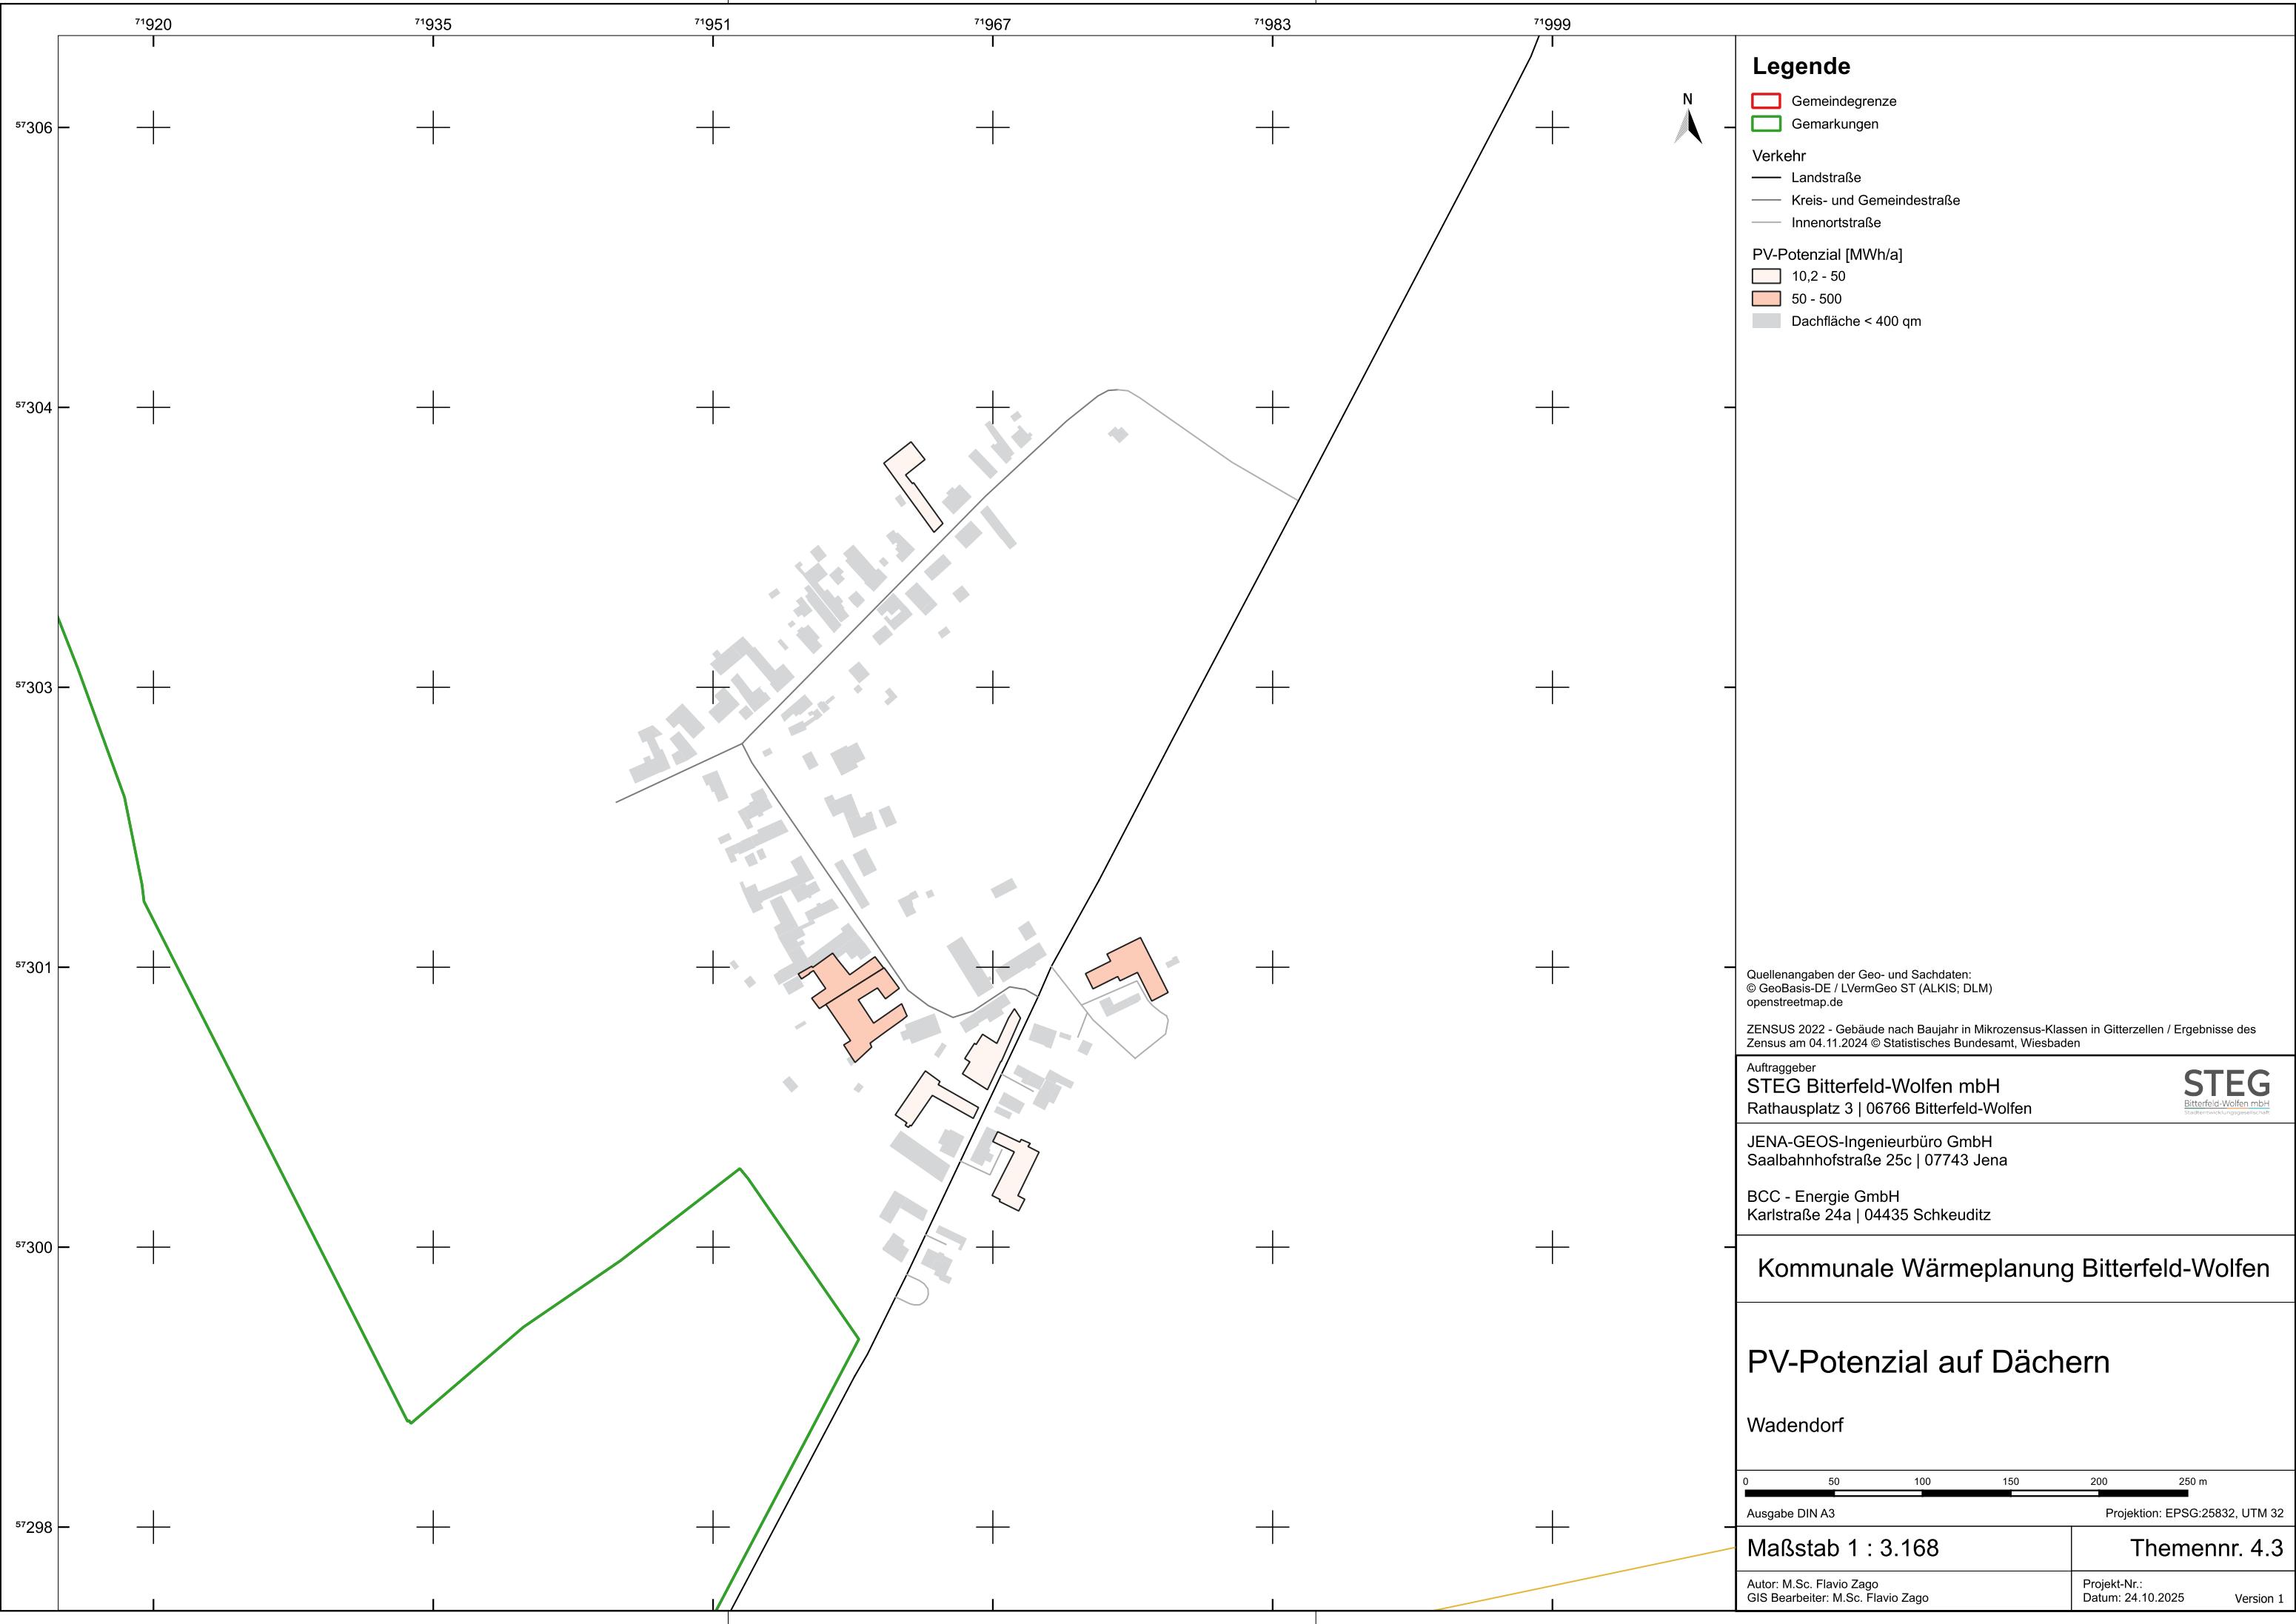 71920 71935 71951 71967 71983 71999
57306
57304
57303
57301
57300
57298
N
Legende
Gemeindegrenze
Gemarkungen
Verkehr
Landstraße
Kreis- und Gemeindestraße
Innenortstraße
PV-Potenzial [MWh/a]
10,2 - 50
50 - 500
Dachfläche < 400 qm
Quellenangaben der Geo- und Sachdaten:
© GeoBasis-DE / LVermGeo ST (ALKIS; DLM)
openstreetmap.de
ZENSUS 2022 - Gebäude nach Baujahr in Mikrozensus-Klassen in Gitterzellen / Ergebnisse des
Zensus am 04.11.2024 © Statistisches Bundesamt, Wiesbaden
Auftraggeber
STEG Bitterfeld-Wolfen mbH
Rathausplatz 3 | 06766 Bitterfeld-Wolfen
STEG
Bitterfeld-Wolfen mbH
Stadtentwicklungsgesellschaft
JENA-GEOS-Ingenieurbüro GmbH
Saalbahnhofstraße 25c | 07743 Jena
BCC - Energie GmbH
Karlstraße 24a | 04435 Schkeuditz
Kommunale Wärmeplanung Bitterfeld-Wolfen
PV-Potenzial auf Dächern
Wadendorf
0 50 100 150 200 250 m
Ausgabe DIN A3 Projektion: EPSG:25832, UTM 32
Maßstab 1 : 3.168 Themennr. 4.3
Autor: M.Sc. Flavio Zago
GIS Bearbeiter: M.Sc. Flavio Zago
Projekt-Nr.:
Datum: 24.10.2025 Version 1